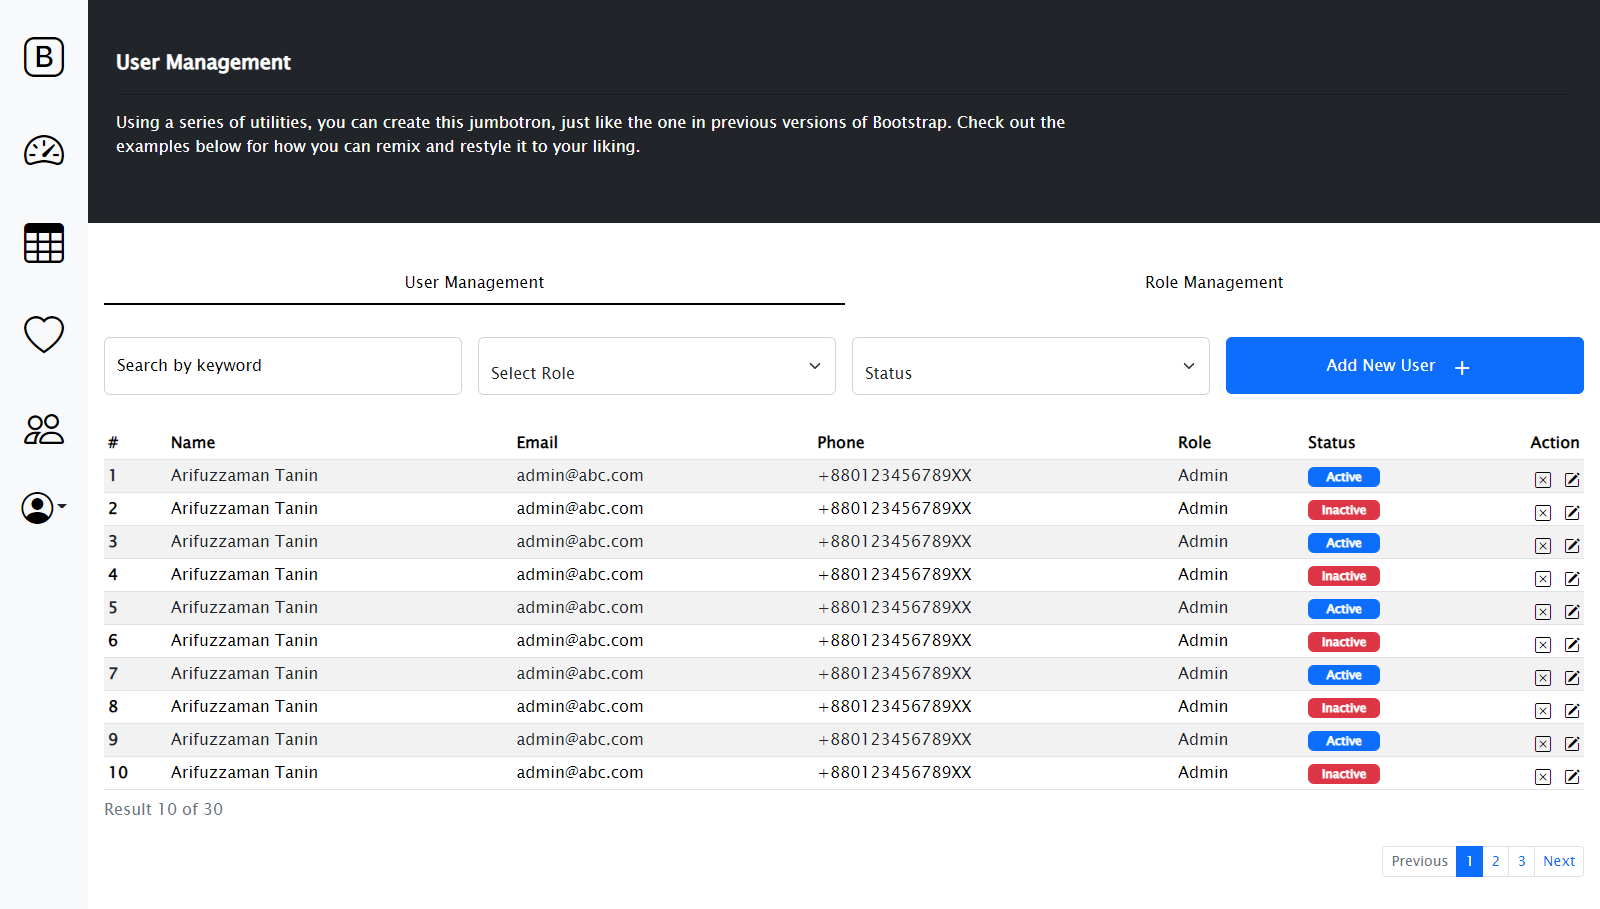 B
User Management
Using a series of utilities, you can create this jumbotron, just like the one in previous versions of Bootstrap. Check out the
examples below for how you can remix and restyle it to your liking.
User Management Role Management
Search by keyword Select Role Status Add New User +
# Name Email Phone Role Status Action
1 Arifuzzaman Tanin admin@abc.com +880123456789XX Admin Active
2 Arifuzzaman Tanin admin@abc.com +880123456789XX Admin Inactive
3 Arifuzzaman Tanin admin@abc.com +880123456789XX Admin Active
4 Arifuzzaman Tanin admin@abc.com +880123456789XX Admin Inactive
5 Arifuzzaman Tanin admin@abc.com +880123456789XX Admin Active
6 Arifuzzaman Tanin admin@abc.com +880123456789XX Admin Inactive
7 Arifuzzaman Tanin admin@abc.com +880123456789XX Admin Active
8 Arifuzzaman Tanin admin@abc.com +880123456789XX Admin Inactive
9 Arifuzzaman Tanin admin@abc.com +880123456789XX Admin Active
10 Arifuzzaman Tanin admin@abc.com +880123456789XX Admin Inactive
Result 10 of 30
Previous 1 2 3 Next